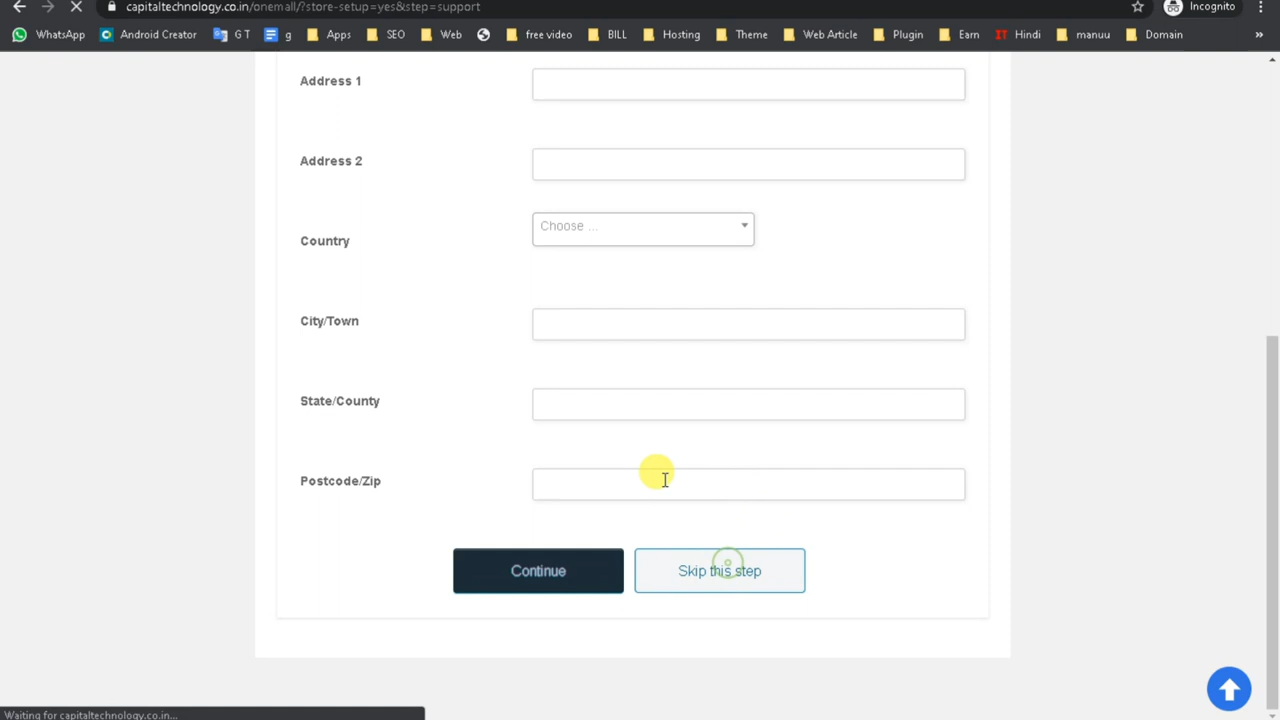 capitaltechnology.co.in/onemall/?store-setup=yes&step=support
Incognito
WhatsApp Android Creator G T g Apps SEO Web free video BILL Hosting Theme Web Article Plugin Earn IT Hindi manuu Domain »
Address 1
Address 2
Country
Choose ...
City/Town
State/County
Postcode/Zip
Continue
Skip this step
Waiting for capitaltechnology.co.in...